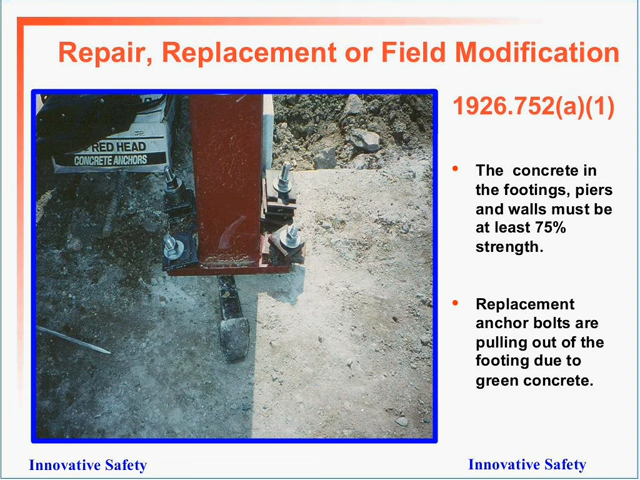 Repair, Replacement or Field Modification
1926.752(a)(1)
RED HEAD
CONCRETE ANCHORS
• The concrete in
the footings, piers
and walls must be
at least 75%
strength.
• Replacement
anchor bolts are
pulling out of the
footing due to
green concrete.
Innovative Safety
Innovative Safety